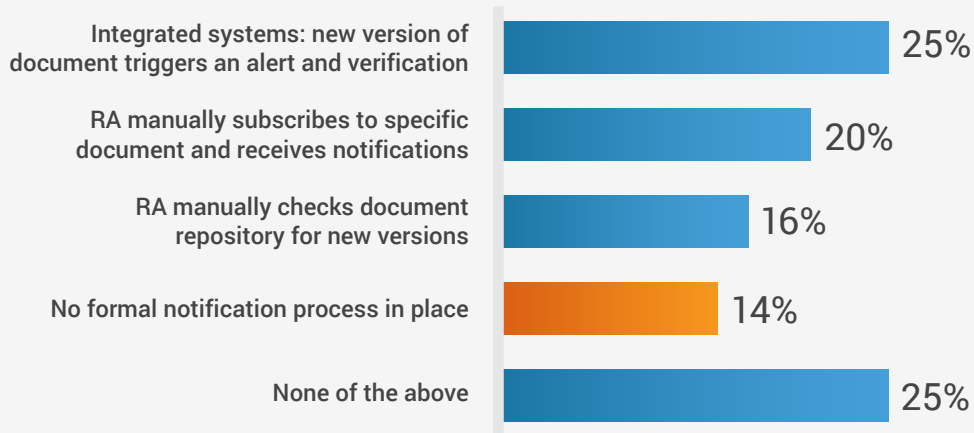 Integrated systems: new version of
document triggers an alert and verification
25%
RA manually subscribes to specific
document and receives notifications
20%
RA manually checks document
repository for new versions
16%
No formal notification process in place
14%
None of the above
25%